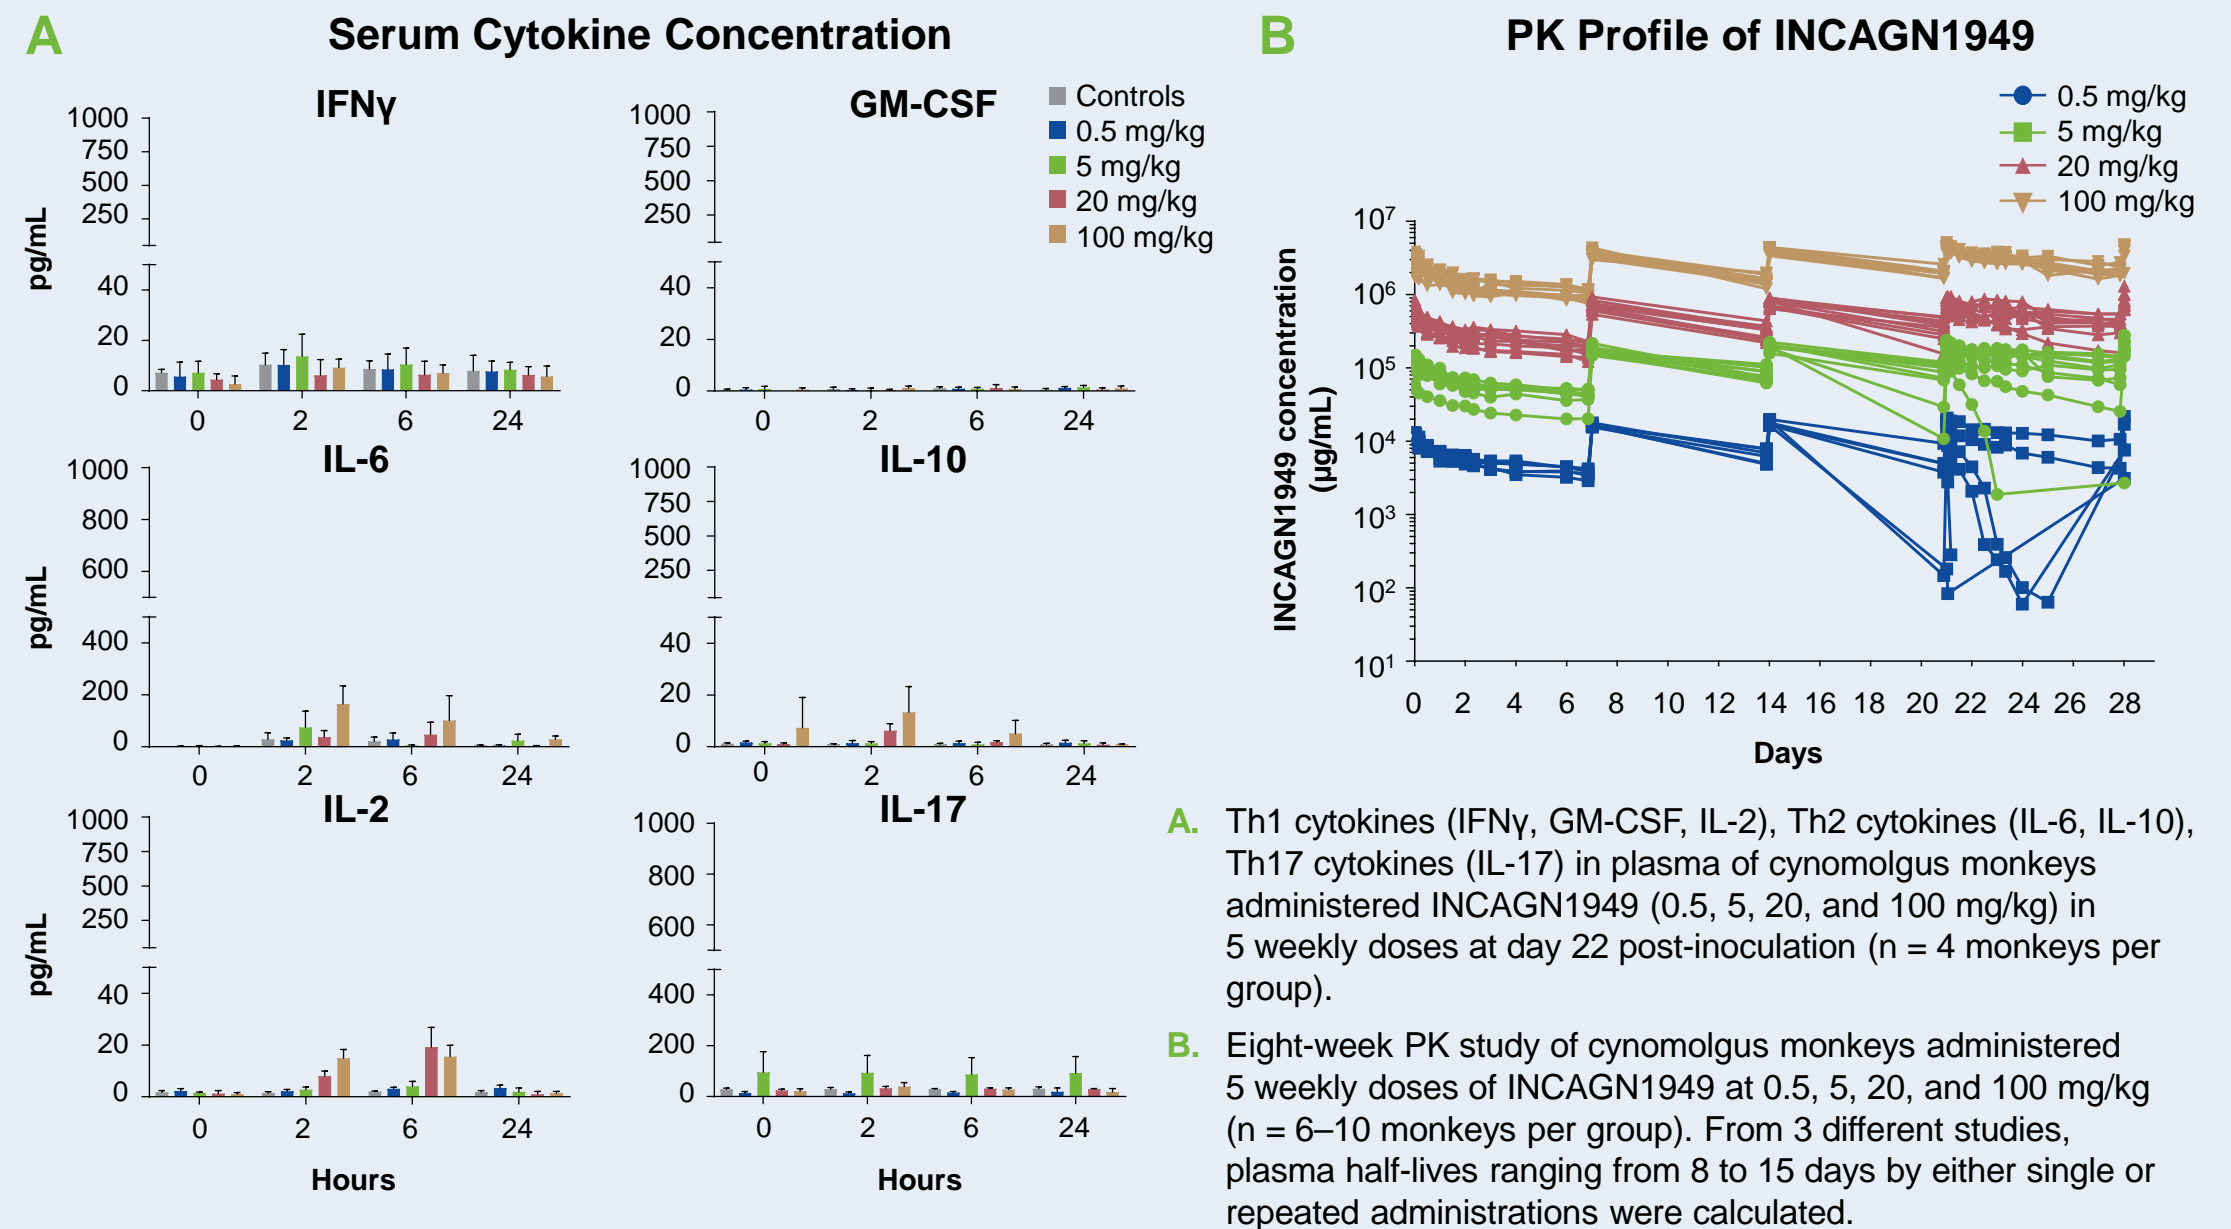 A
Serum Cytokine Concentration
IFNγ
pg/mL
1000
750
500
250
40
20
0
0 2 6 24
GM-CSF
1000
750
500
250
40
20
0
0 2 6 24
Controls
0.5 mg/kg
5 mg/kg
20 mg/kg
100 mg/kg
IL-6
pg/mL
1000
800
600
400
200
0
0 2 6 24
IL-10
1000
750
500
250
40
20
0
0 2 6 24
IL-2
pg/mL
1000
750
500
250
40
20
0
0 2 6 24
Hours
IL-17
1000
800
600
400
200
0
0 2 6 24
Hours
B
PK Profile of INCAGN1949
0.5 mg/kg
5 mg/kg
20 mg/kg
100 mg/kg
INCAGN1949 concentration
(µg/mL)
10⁷
10⁶
10⁵
10⁴
10³
10²
10¹
0 2 4 6 8 10 12 14 16 18 20 22 24 26 28
Days
A. Th1 cytokines (IFNγ, GM-CSF, IL-2), Th2 cytokines (IL-6, IL-10),
Th17 cytokines (IL-17) in plasma of cynomolgus monkeys
administered INCAGN1949 (0.5, 5, 20, and 100 mg/kg) in
5 weekly doses at day 22 post-inoculation (n = 4 monkeys per
group).
B. Eight-week PK study of cynomolgus monkeys administered
5 weekly doses of INCAGN1949 at 0.5, 5, 20, and 100 mg/kg
(n = 6–10 monkeys per group). From 3 different studies,
plasma half-lives ranging from 8 to 15 days by either single or
repeated administrations were calculated.